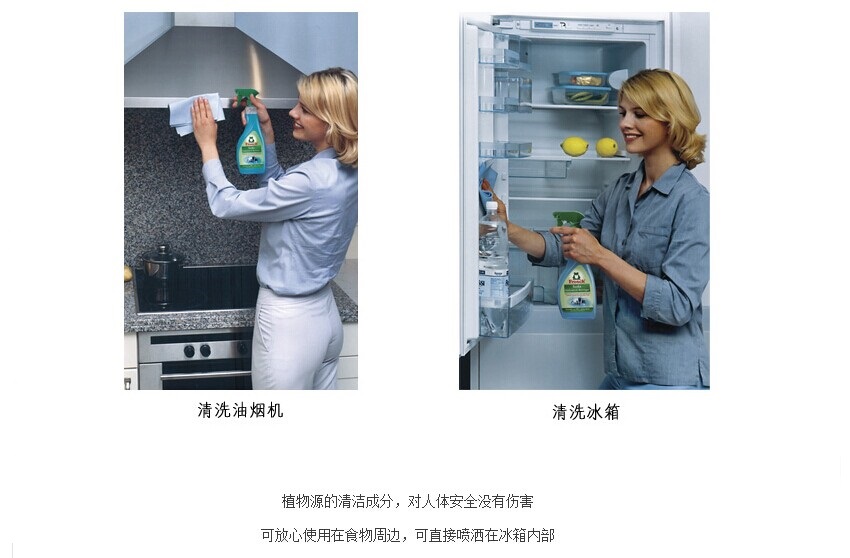 Frosch
清洗油烟机
清洗冰箱
植物源的清洁成分，对人体安全没有伤害
可放心使用在食物周边，可直接喷洒在冰箱内部